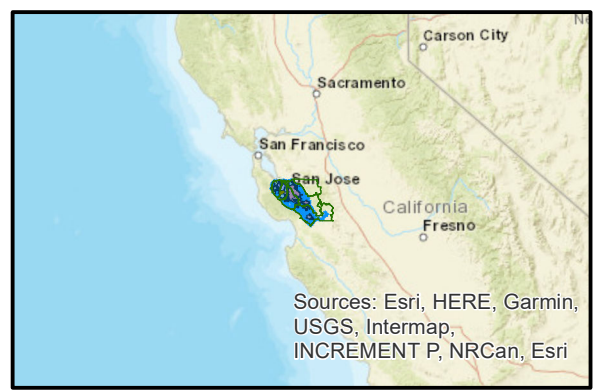 Carson City
Sacramento
San Francisco
San Jose
California
Fresno
Sources: Esri, HERE, Garmin,
USGS, Intermap,
INCREMENT P, NRCan, Esri